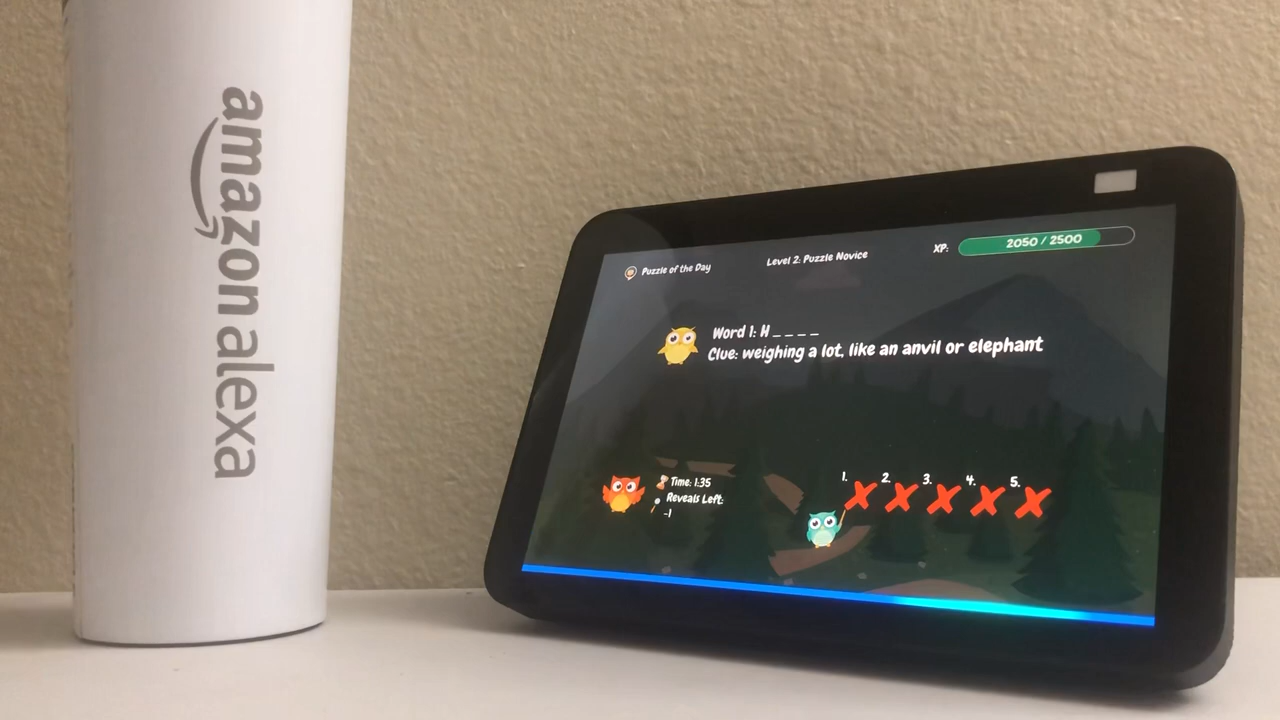 amazon alexa
Puzzle of the Day
Level 2: Puzzle Novice
XP:
2050 / 2500
Word 1: H _ _ _ _
Clue: weighing a lot, like an anvil or elephant
Time: 1:35
Reveals Left:
-1
1. 2. 3. 4. 5.